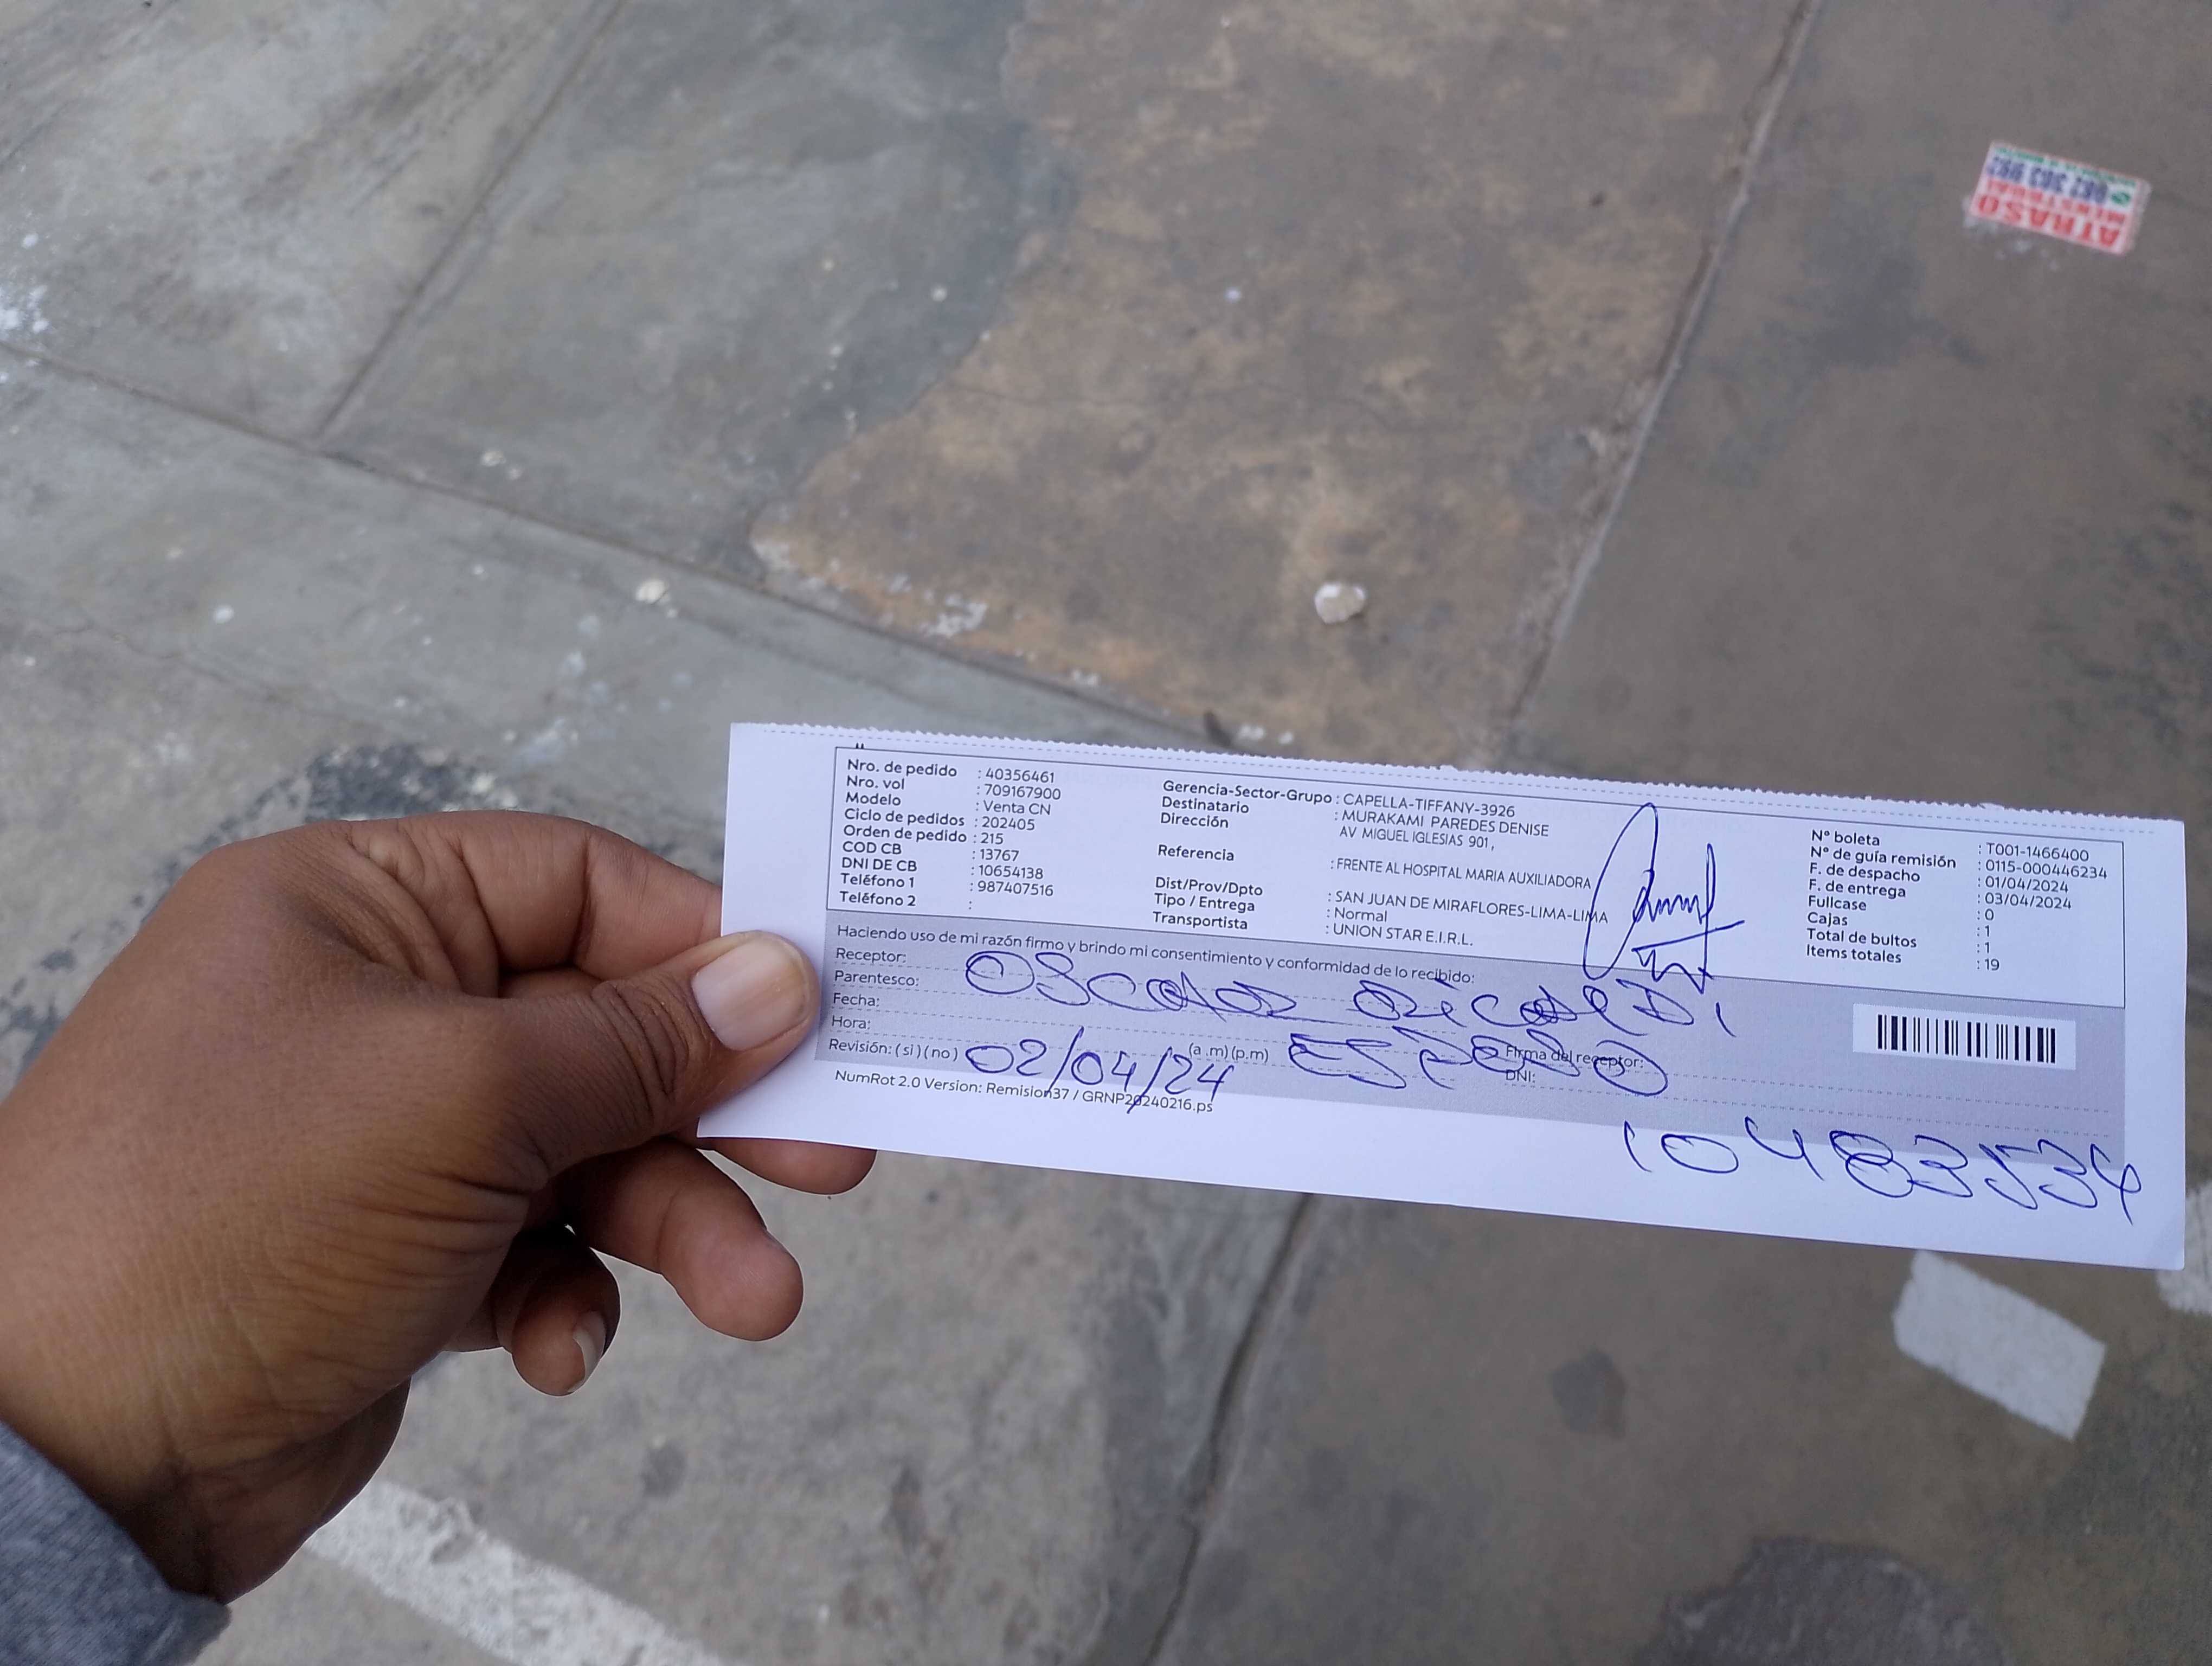 ATRASO
MENSTRUAL
Nro. de pedido : 40356461
Nro. vol : 709167900
Modelo : Venta CN
Ciclo de pedidos : 202405
Orden de pedido : 215
COD CB : 13767
DNI DE CB : 10654138
Teléfono 1 : 987407516
Teléfono 2 :
Gerencia-Sector-Grupo : CAPELLA-TIFFANY-3926
Destinatario : MURAKAMI PAREDES DENISE
Dirección AV MIGUEL IGLESIAS 901,
Referencia : FRENTE AL HOSPITAL MARIA AUXILIADORA
Dist/Prov/Dpto : SAN JUAN DE MIRAFLORES-LIMA-LIMA
Tipo / Entrega : Normal
Transportista : UNION STAR E.I.R.L.
N° boleta : T001-1466400
N° de guía remisión : 0115-000446234
F. de despacho : 01/04/2024
F. de entrega : 03/04/2024
Fullcase : 0
Cajas : 1
Total de bultos : 1
Items totales : 19
Haciendo uso de mi razón firmo y brindo mi consentimiento y conformidad de lo recibido:
Receptor: OSCAR RICALDI
Parentesco: ESPOSO
Fecha: 02/04/24
Hora: (a .m) (p.m)
Revisión: ( si ) ( no )
Firma del receptor:
DNI: 10483534
NumRot 2.0 Version: Remision37 / GRNP20240216.ps